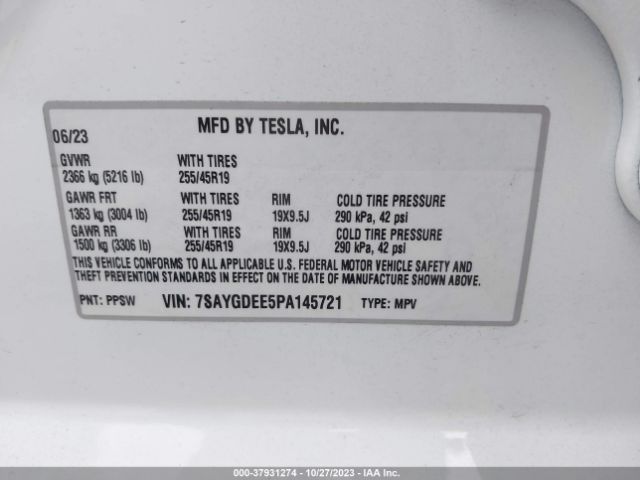 06/23 MFD BY TESLA, INC.
GVWR WITH TIRES
2366 kg (5216 lb) 255/45R19
GAWR FRT WITH TIRES RIM COLD TIRE PRESSURE
1363 kg (3004 lb) 255/45R19 19X9.5J 290 kPa, 42 psi
GAWR RR WITH TIRES RIM COLD TIRE PRESSURE
1500 kg (3306 lb) 255/45R19 19X9.5J 290 kPa, 42 psi
THIS VEHICLE CONFORMS TO ALL APPLICABLE U.S. FEDERAL MOTOR VEHICLE SAFETY AND
THEFT PREVENTION STANDARDS IN EFFECT ON THE DATE OF MANUFACTURE SHOWN ABOVE.
PNT: PPSW VIN: 7SAYGDEE5PA145721 TYPE: MPV
000-37931274 | 10/27/2023 | IAA Inc.